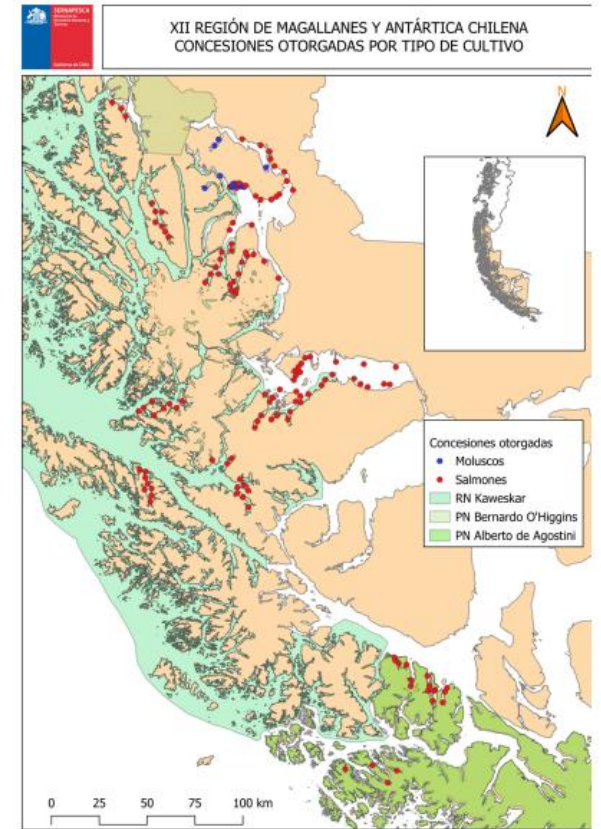 SERNAPESCA
Gobierno de Chile
XII REGIÓN DE MAGALLANES Y ANTÁRTICA CHILENA
CONCESIONES OTORGADAS POR TIPO DE CULTIVO
N
Concesiones otorgadas
Moluscos
Salmones
RN Kaweskar
PN Bernardo O'Higgins
PN Alberto de Agostini
0 25 50 75 100 km